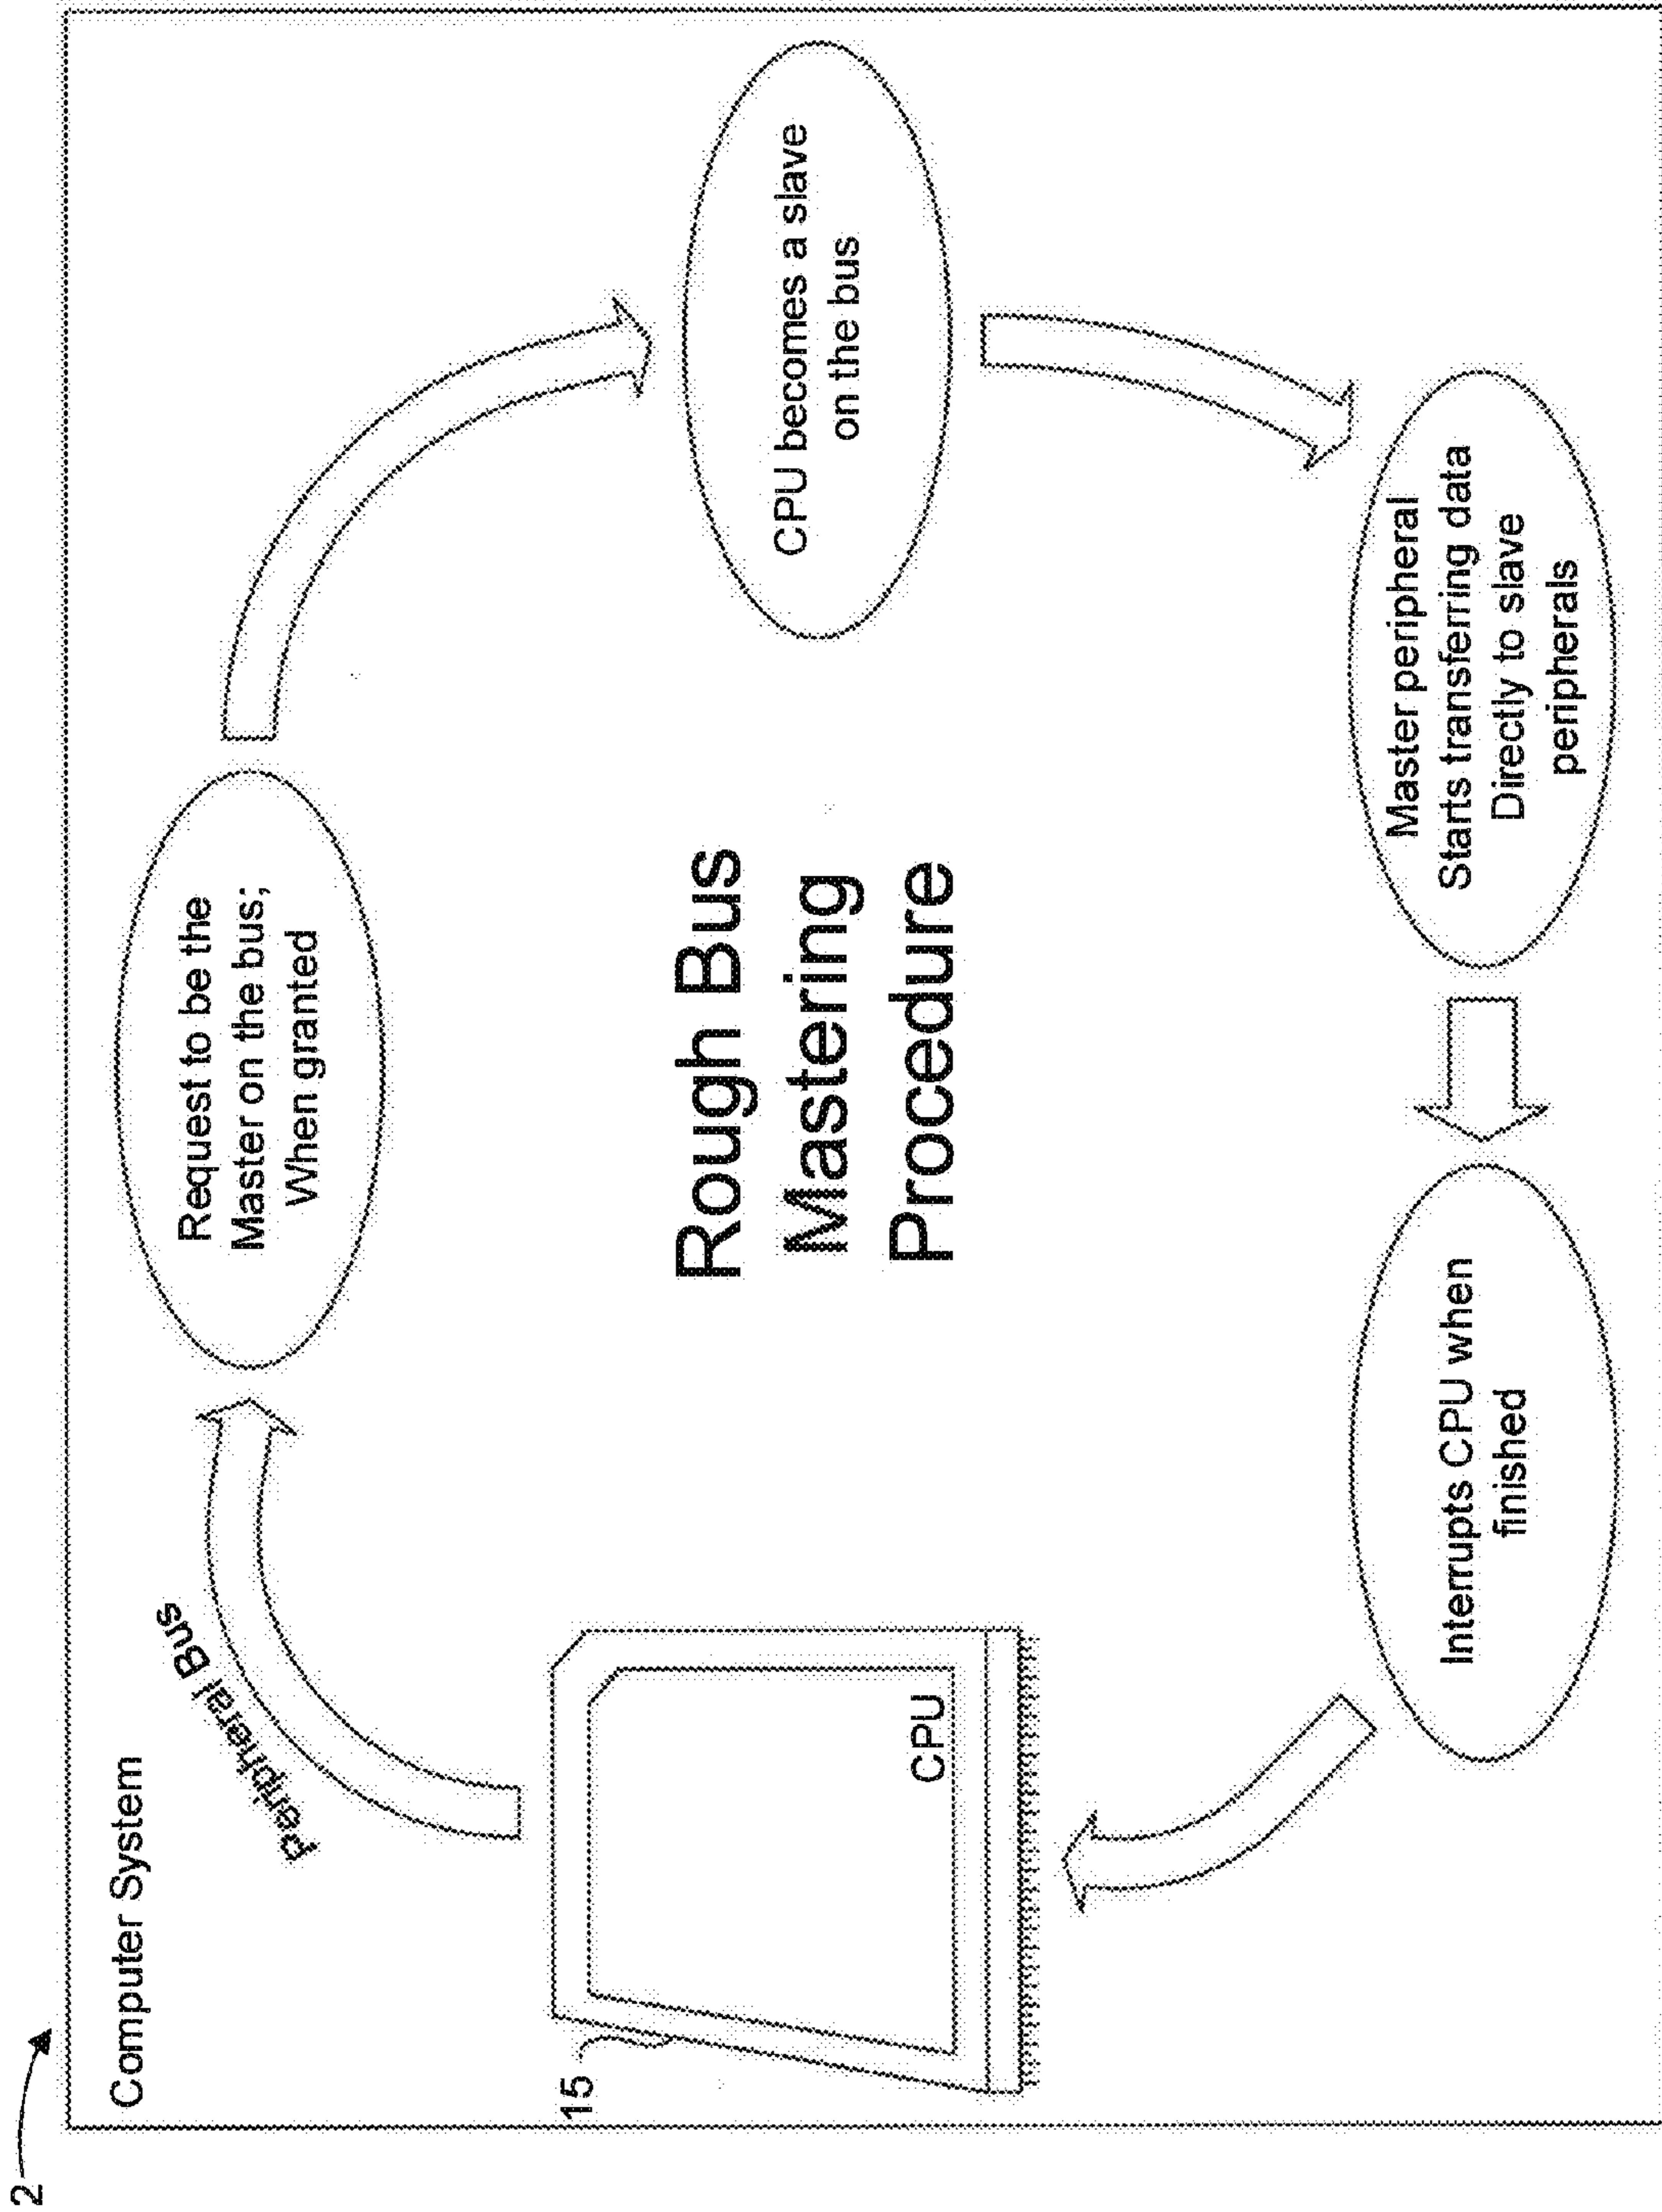 2
Computer System
Peripheral Bus
Request to be the
Master on the bus;
When granted
CPU becomes a slave
on the bus
15
CPU
Rough Bus
Mastering
Procedure
Interrupts CPU when
finished
Master peripheral
Starts transferring data
Directly to slave
peripherals